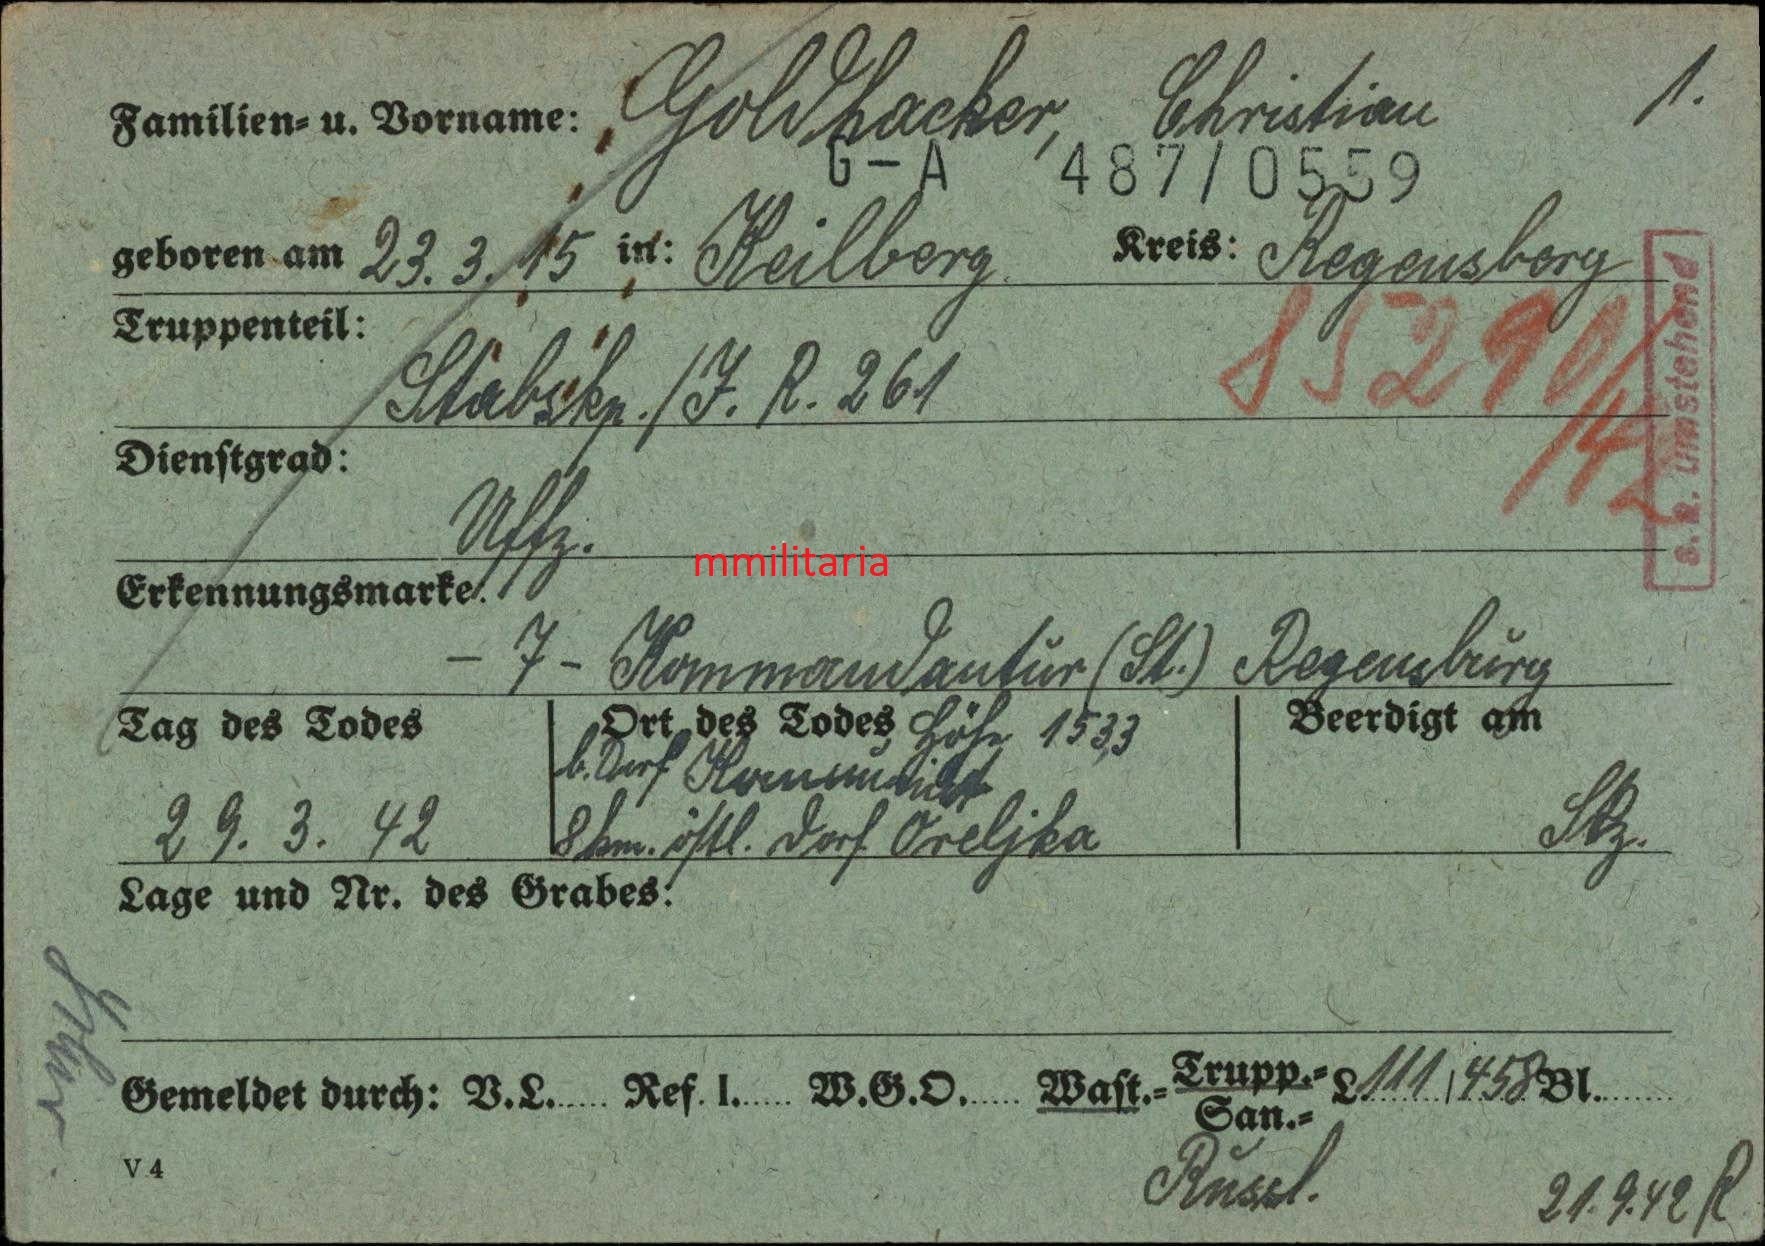 Familien- u. Vorname: Goldhacker, Christian 1.
G-A 487/0559
geboren am 23. 3. 15 in: Keilberg Kreis: Regensberg
Truppenteil:
Stabskp. / J. R. 261
85290/42
s. R. umstehend
Dienstgrad:
Uffz.
mmilitaria
Erkennungsmarke:
- 7 - Kommandantur (St.) Regensburg
Tag des Todes Ort des Todes Höhe 1533 Beerdigt am
b. Dorf
29. 3. 42 8 km. östl. Dorf Oreljka
Lage und Nr. des Grabes:
Gemeldet durch: V.L. Ref. I. W.G.O. Wast.= Trupp.= L 111 / 458 Bl.
San.=
V 4
Russl.
21.9.42 R